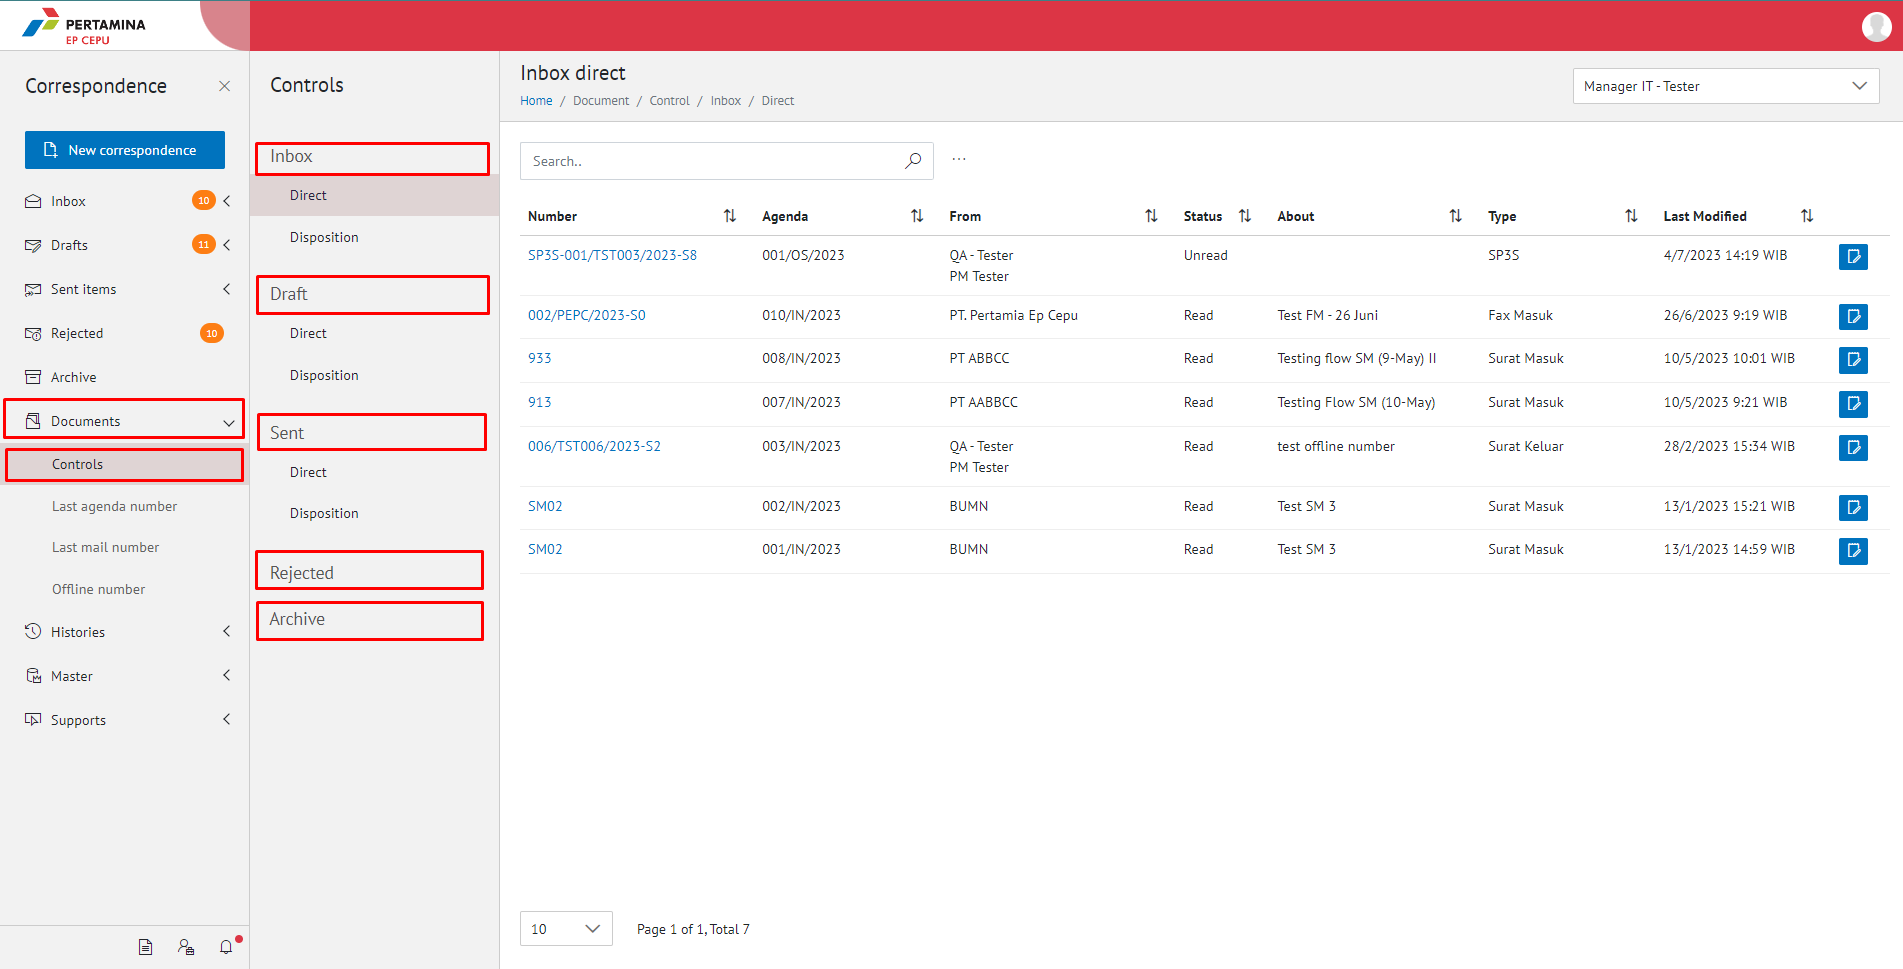 PERTAMINA
EP CEPU
Correspondence
New correspondence
Inbox 10
Drafts 11
Sent items
Rejected 10
Archive
Documents
Controls
Last agenda number
Last mail number
Offline number
Histories
Master
Supports
Controls
Inbox
Direct
Disposition
Draft
Direct
Disposition
Sent
Direct
Disposition
Rejected
Archive
Inbox direct
Home / Document / Control / Inbox / Direct
Manager IT - Tester
Search..
...
Number Agenda From Status About Type Last Modified
SP3S-001/TST003/2023-S8 001/OS/2023 QA - Tester Unread SP3S 4/7/2023 14:19 WIB
PM Tester
002/PEPC/2023-S0 010/IN/2023 PT. Pertamia Ep Cepu Read Test FM - 26 Juni Fax Masuk 26/6/2023 9:19 WIB
933 008/IN/2023 PT ABBCC Read Testing flow SM (9-May) II Surat Masuk 10/5/2023 10:01 WIB
913 007/IN/2023 PT AABBCC Read Testing Flow SM (10-May) Surat Masuk 10/5/2023 9:21 WIB
006/TST006/2023-S2 003/IN/2023 QA - Tester Read test offline number Surat Keluar 28/2/2023 15:34 WIB
PM Tester
SM02 002/IN/2023 BUMN Read Test SM 3 Surat Masuk 13/1/2023 15:21 WIB
SM02 001/IN/2023 BUMN Read Test SM 3 Surat Masuk 13/1/2023 14:59 WIB
10 Page 1 of 1, Total 7